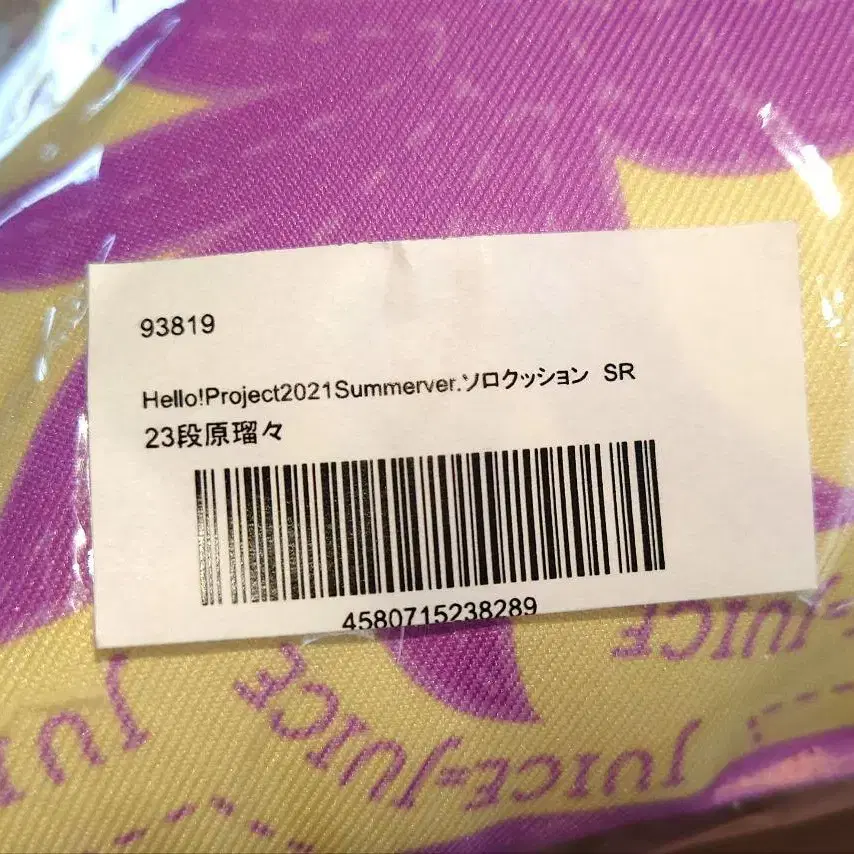 93819
Hello!Project2021Summerver.ソロクッション SR
23段原瑠々
4580715238289
=JUICE
JUICE
JUICE=JUICE